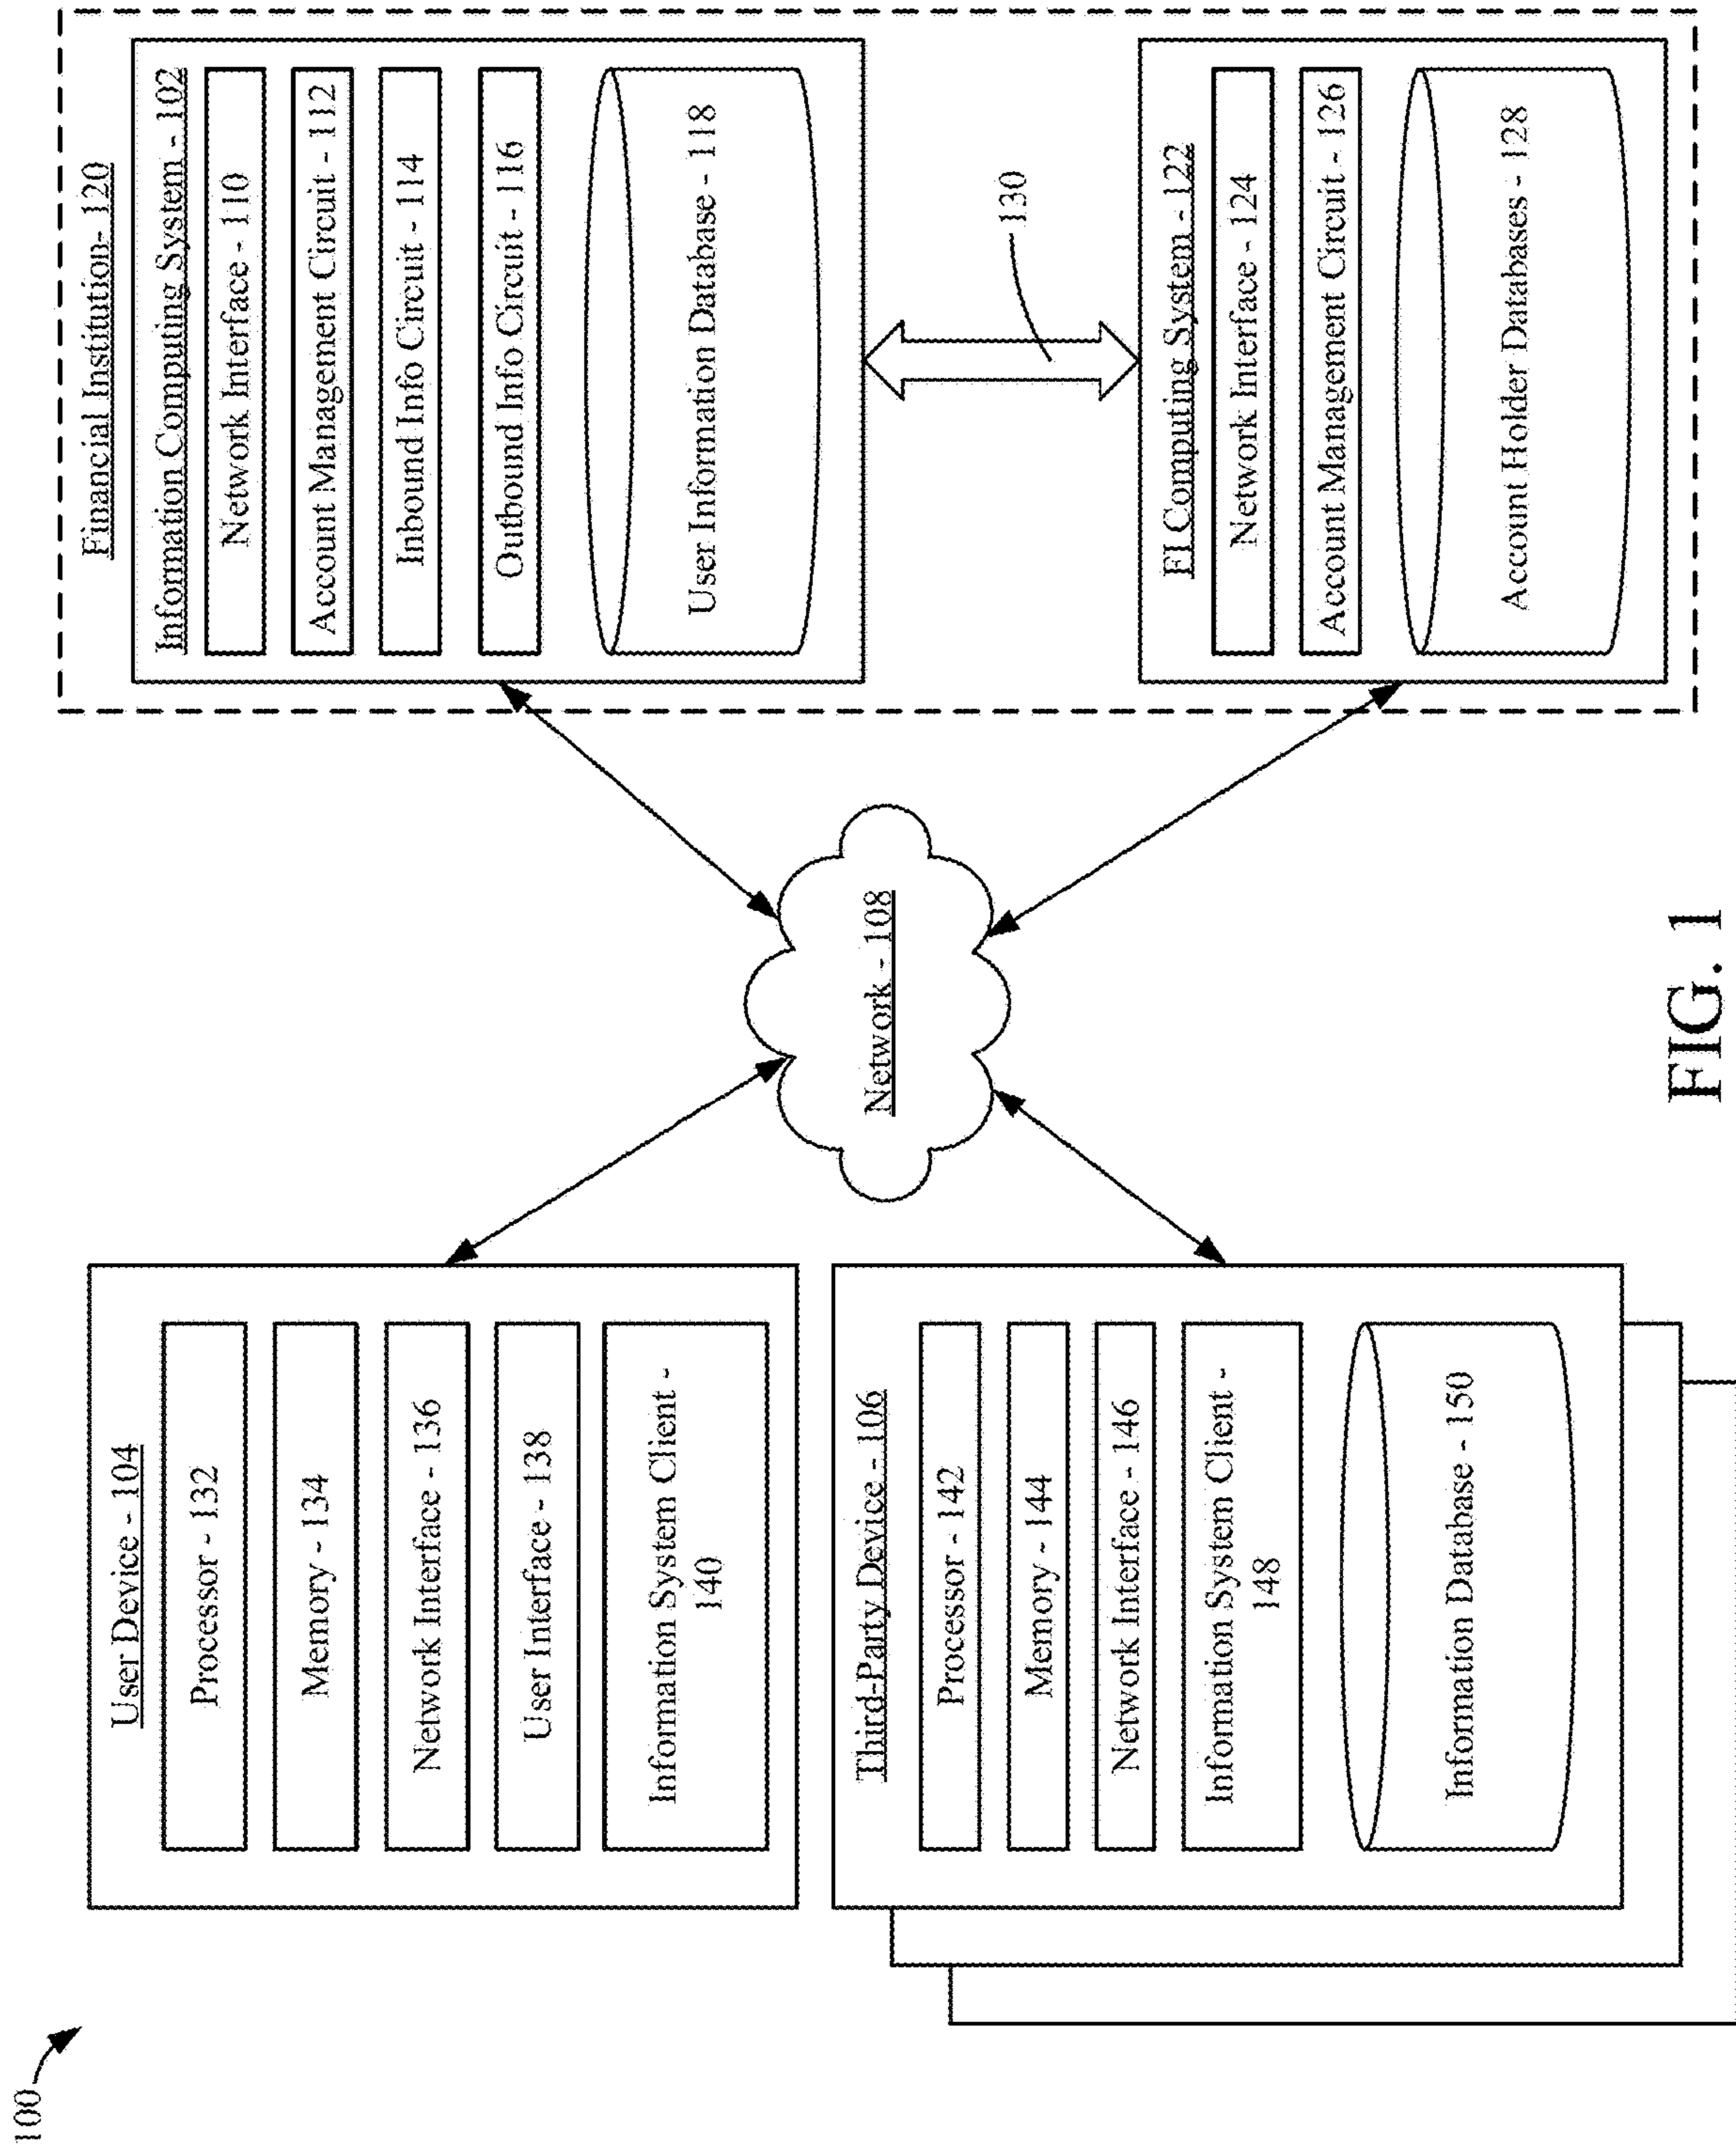 100
User Device - 104
Processor - 132
Memory - 134
Network Interface - 136
User Interface - 138
Information System Client -
140
Third-Party Device - 106
Processor - 142
Memory - 144
Network Interface - 146
Information System Client -
148
Information Database - 150
Network - 108
Financial Institution- 120
Information Computing System - 102
Network Interface - 110
Account Management Circuit - 112
Inbound Info Circuit - 114
Outbound Info Circuit - 116
User Information Database - 118
130
FI Computing System - 122
Network Interface - 124
Account Management Circuit - 126
Account Holder Databases - 128
FIG. 1